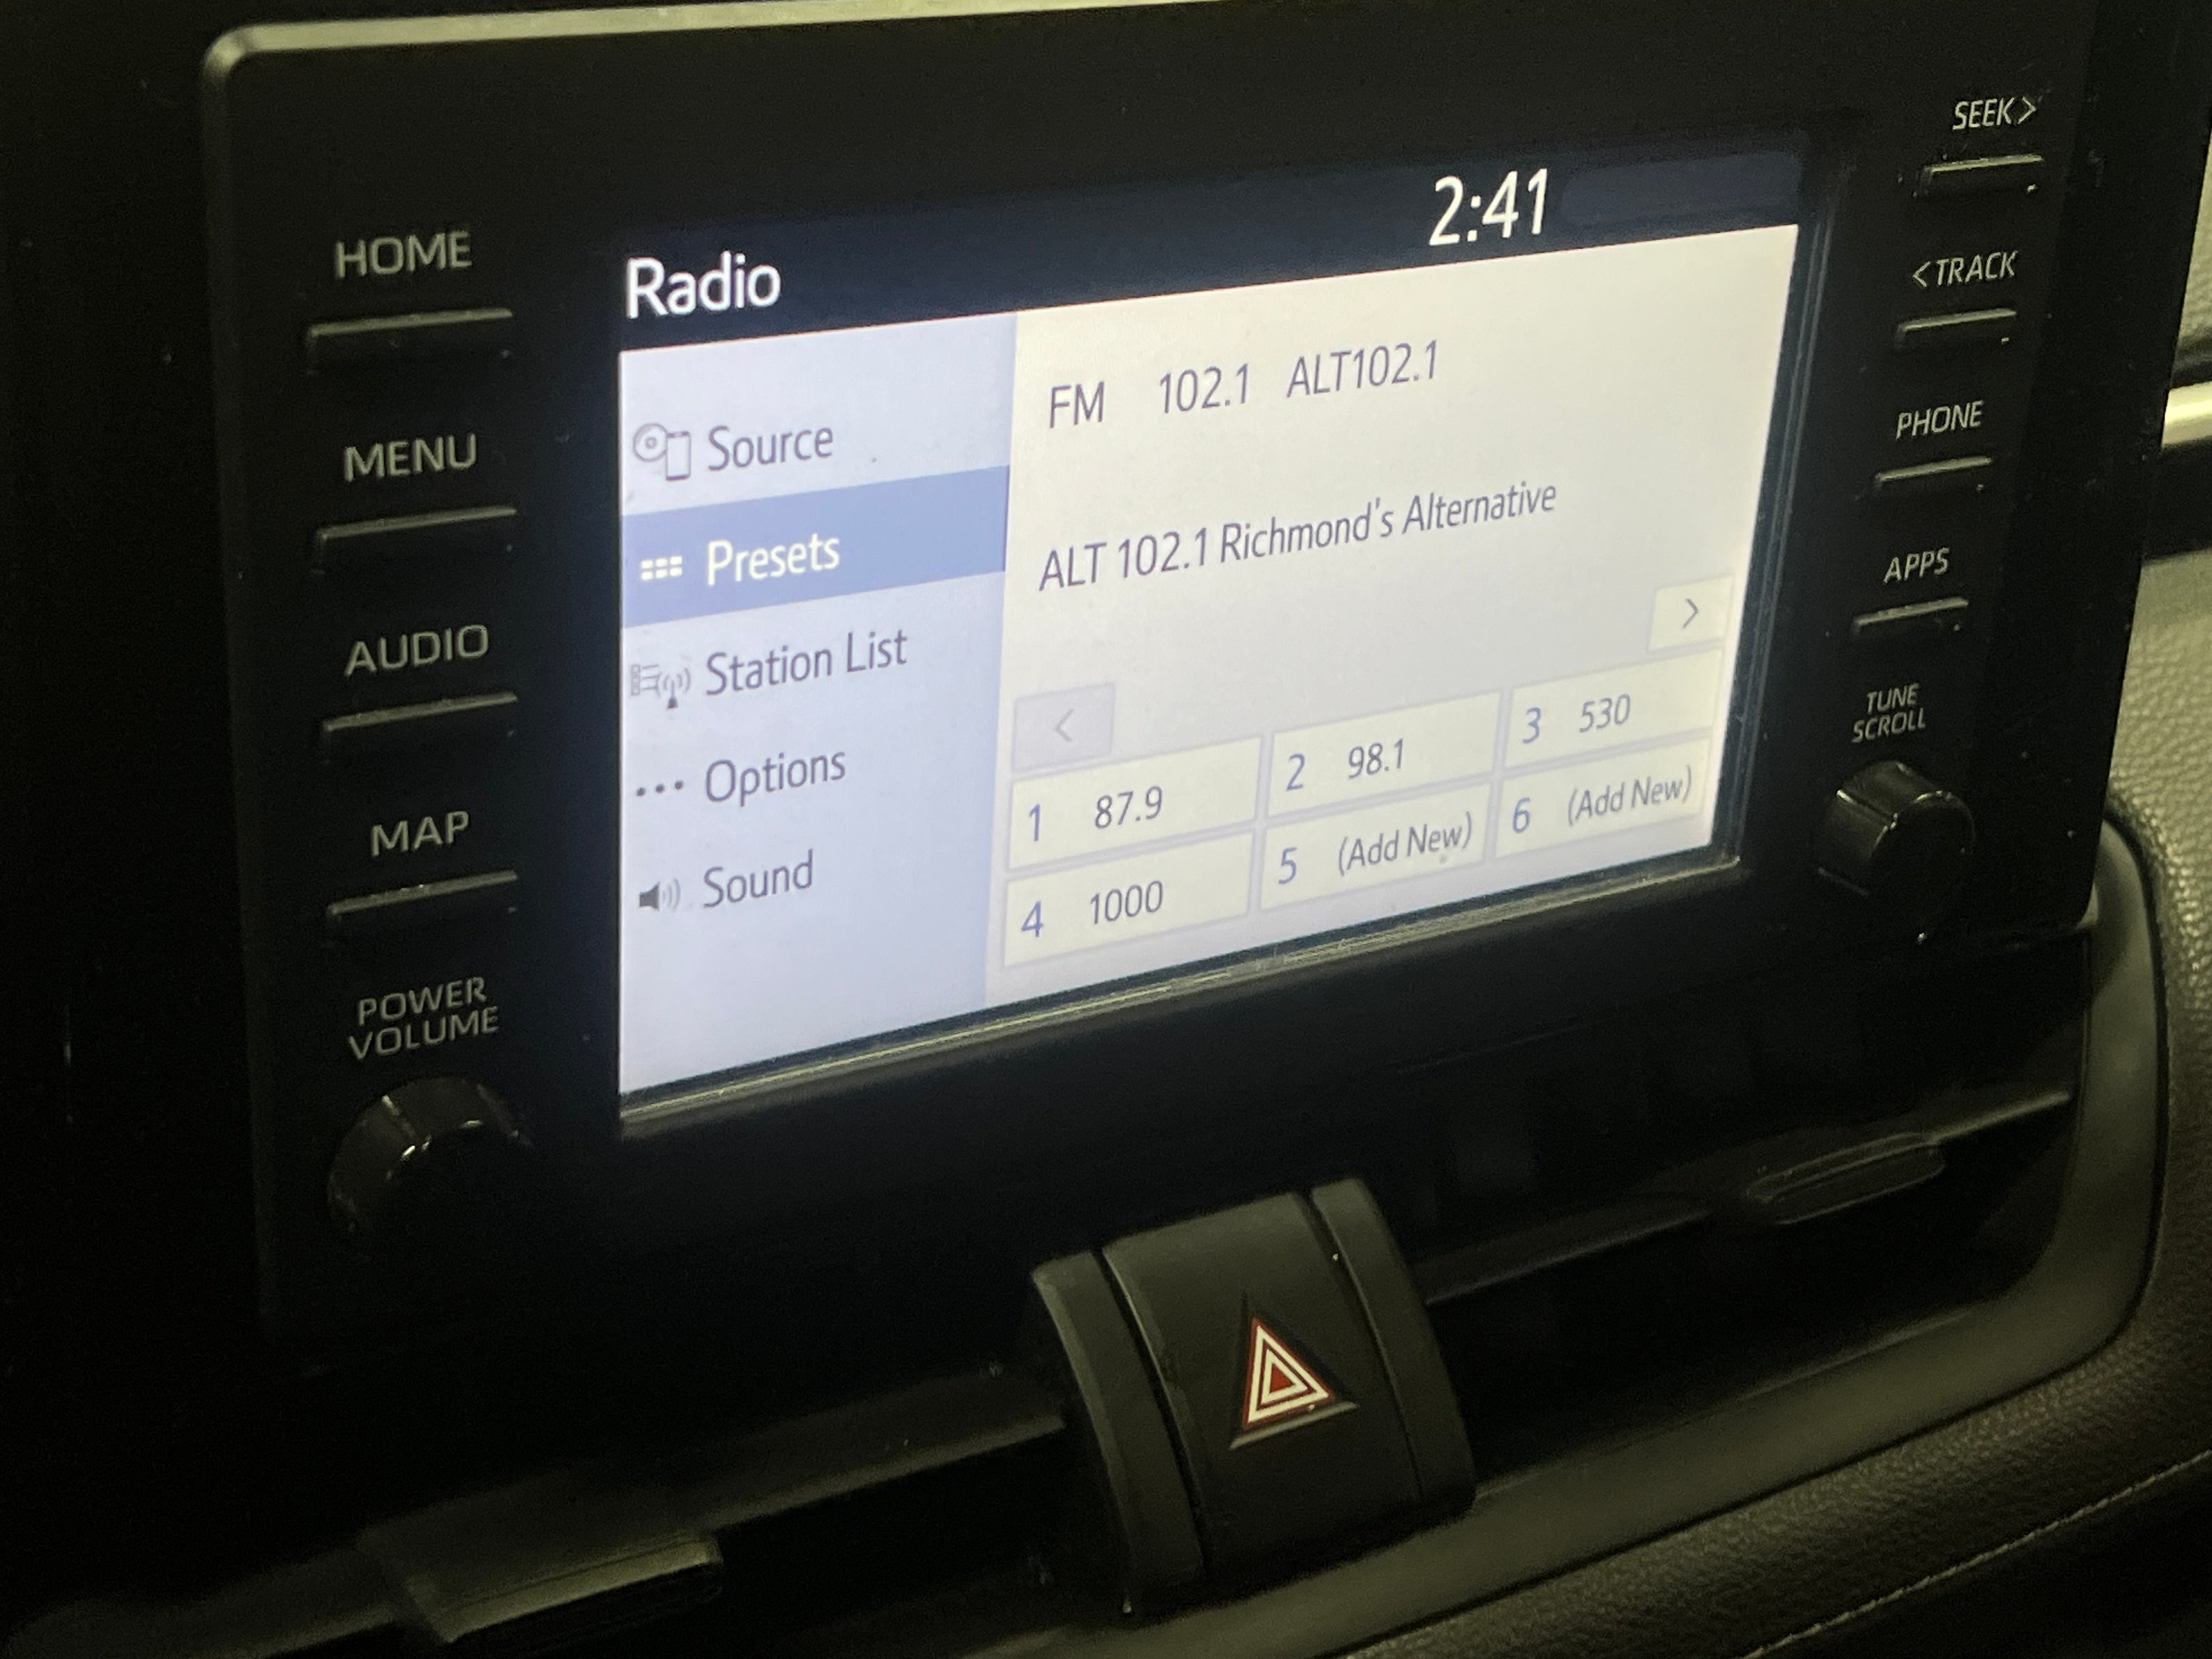 HOME
MENU
AUDIO
MAP
POWER
VOLUME
Radio
2:41
Source
Presets
Station List
Options
Sound
FM 102.1 ALT102.1
ALT 102.1 Richmond's Alternative
<
>
1 87.9
2 98.1
3 530
4 1000
5 (Add New)
6 (Add New)
SEEK>
<TRACK
PHONE
APPS
TUNE
SCROLL